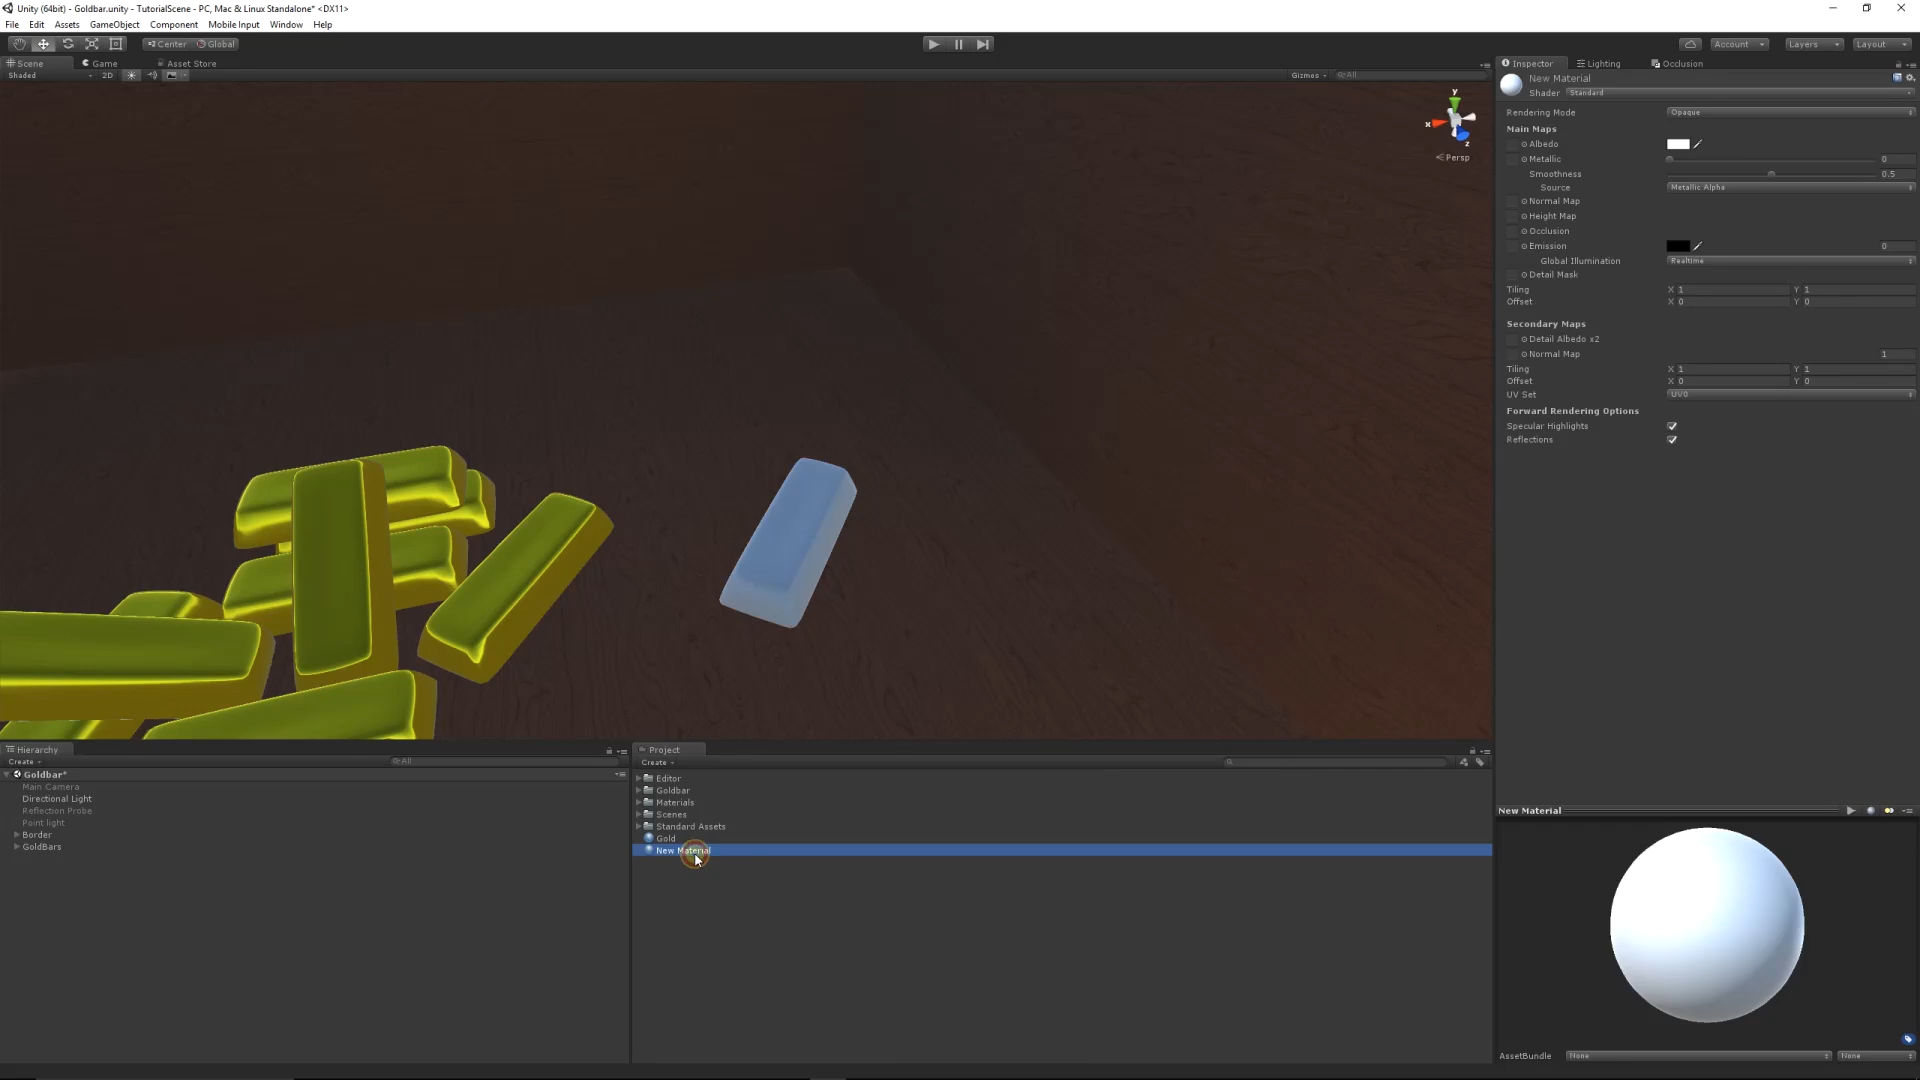 Unity (64bit) - Goldbar.unity - TutorialScene - PC, Mac & Linux Standalone* <DX11>
File Edit Assets GameObject Component Mobile Input Window Help
Center Global Account Layers Layout
Scene Game Asset Store
Shaded 2D Gizmos All
y
x
z
Persp
Inspector Lighting Occlusion
New Material
Shader Standard
Rendering Mode Opaque
Main Maps
Albedo
Metallic 0
Smoothness 0.5
Source Metallic Alpha
Normal Map
Height Map
Occlusion
Emission 0
Global Illumination Realtime
Detail Mask
Tiling X 1 Y 1
Offset X 0 Y 0
Secondary Maps
Detail Albedo x2
Normal Map 1
Tiling X 1 Y 1
Offset X 0 Y 0
UV Set UV0
Forward Rendering Options
Specular Highlights
Reflections
Hierarchy
Create All
Goldbar*
Main Camera
Directional Light
Reflection Probe
Point light
Border
GoldBars
Project
Create
Editor
Goldbar
Materials
Scenes
Standard Assets
Gold
New Material
New Material
AssetBundle None None